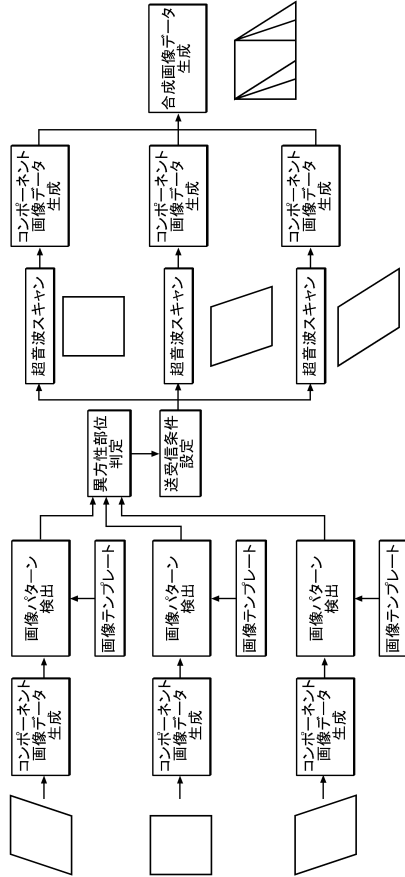 コンポーネント
画像データ
生成
画像パターン
検出
画像テンプレート
コンポーネント
画像データ
生成
画像パターン
検出
画像テンプレート
コンポーネント
画像データ
生成
画像パターン
検出
画像テンプレート
異方性部位
判定
送受信条件
設定
超音波スキャン
コンポーネント
画像データ
生成
超音波スキャン
コンポーネント
画像データ
生成
超音波スキャン
コンポーネント
画像データ
生成
合成画像データ
生成